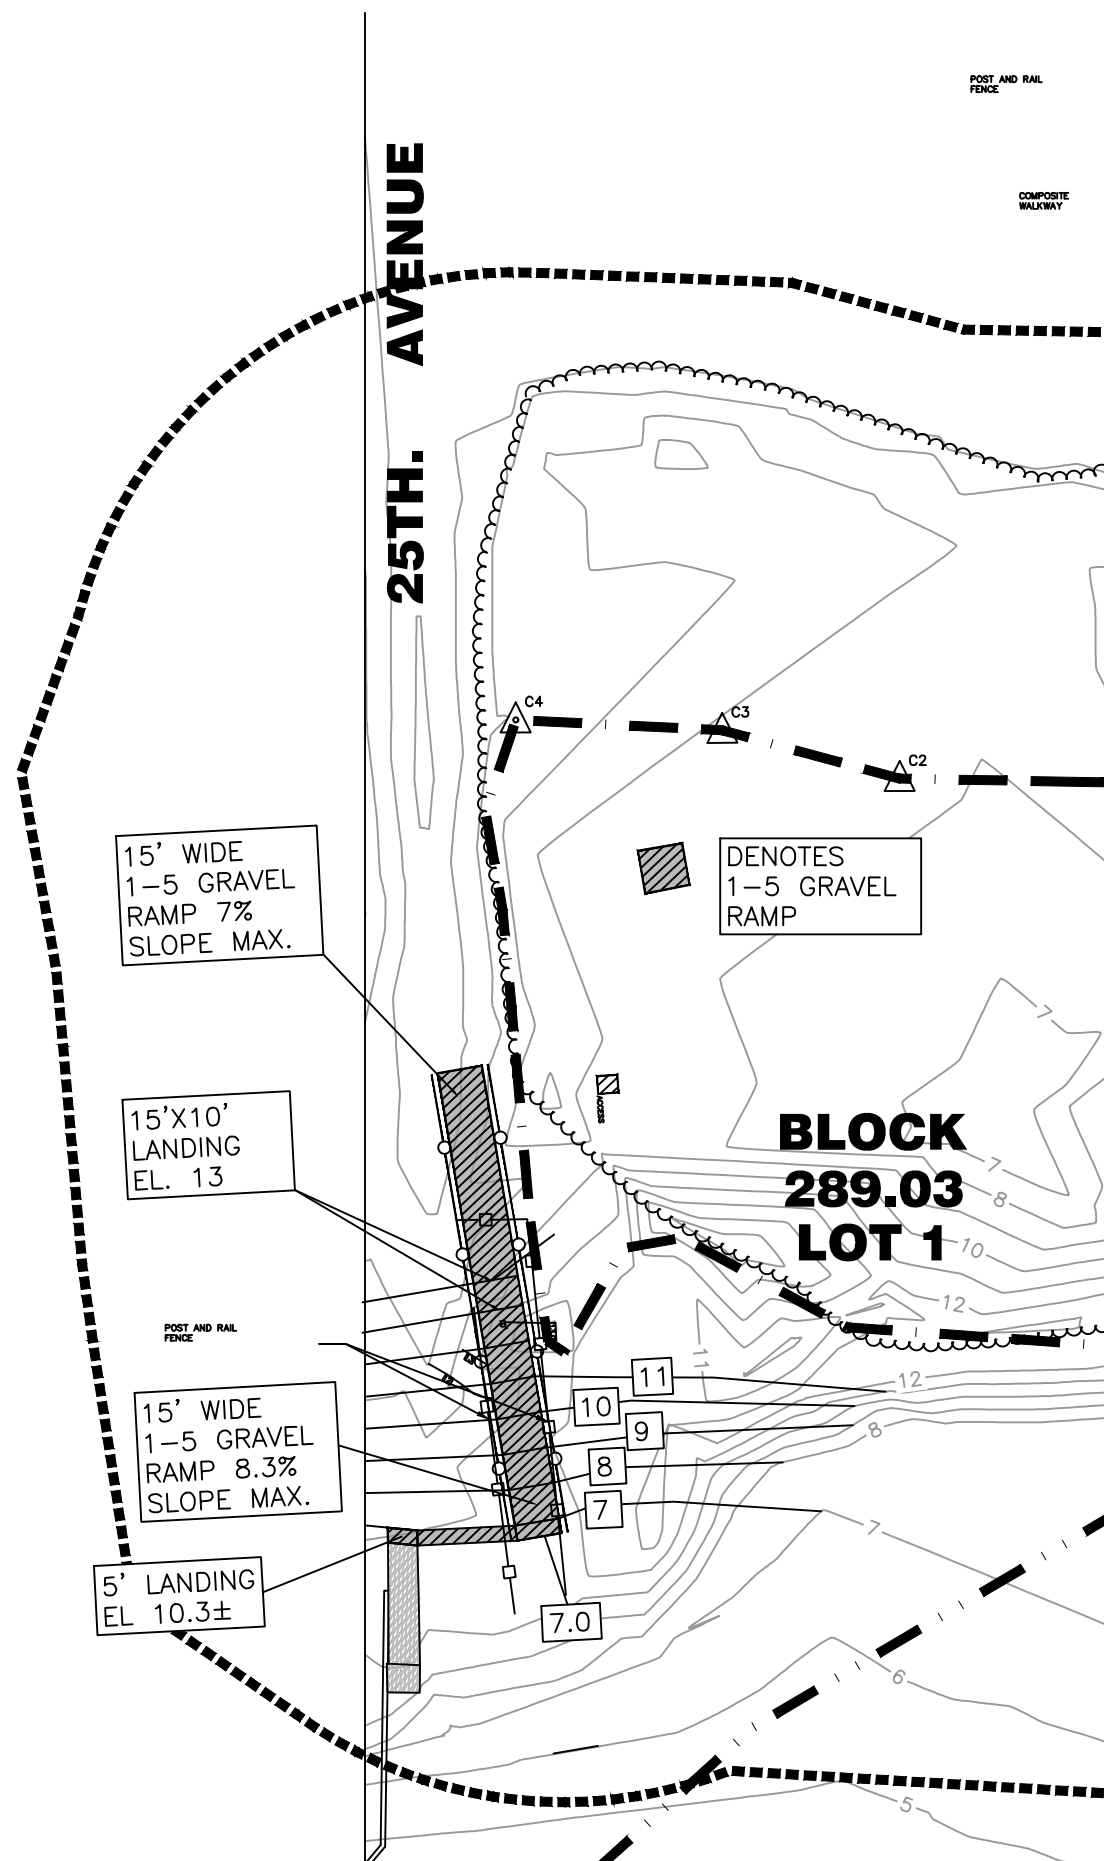 POST AND RAIL
FENCE
COMPOSITE
WALKWAY
25TH. AVENUE
C4
C3
C2
15' WIDE
1-5 GRAVEL
RAMP 7%
SLOPE MAX.
DENOTES
1-5 GRAVEL
RAMP
7
15'X10'
LANDING
EL. 13
ACCESS
BLOCK
289.03
LOT 1
7
8
10
12
POST AND RAIL
FENCE
11
11
12
10
9
8
8
7
7
15' WIDE
1-5 GRAVEL
RAMP 8.3%
SLOPE MAX.
5' LANDING
EL 10.3±
7.0
6
5